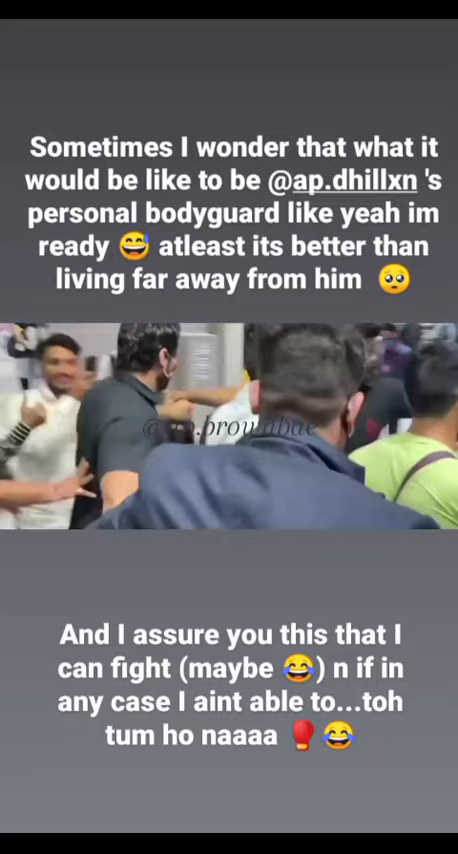 Sometimes I wonder that what it
would be like to be @ap.dhillxn 's
personal bodyguard like yeah im
ready 😅 atleast its better than
living far away from him 🥺
And I assure you this that I
can fight (maybe 😂) n if in
any case I aint able to...toh
tum ho naaaa 🥊😂